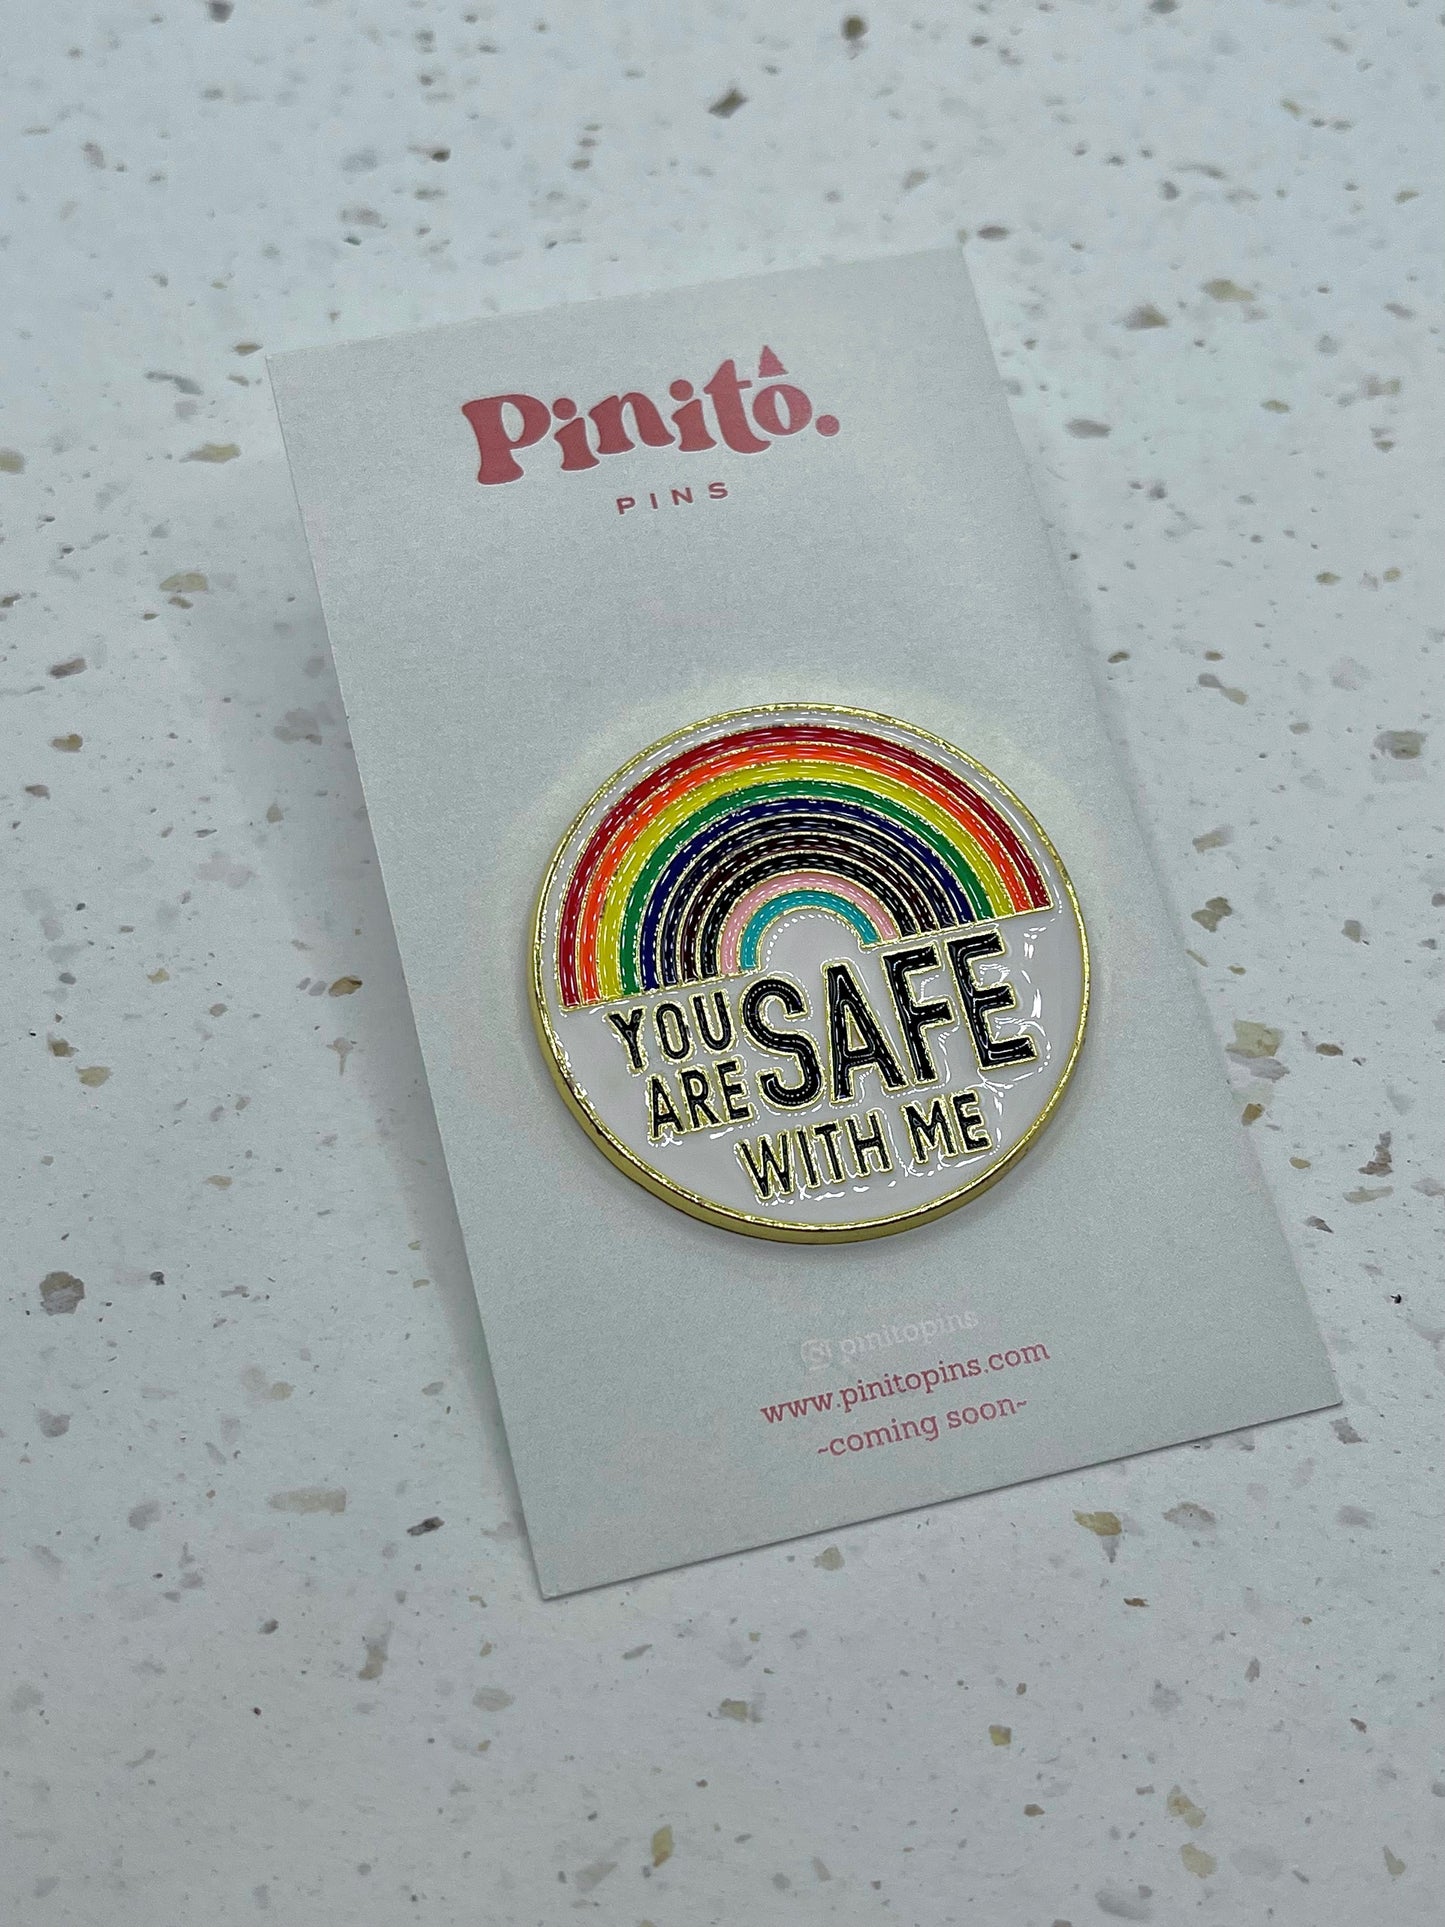 Pinito.
PINS
YOU
ARE
SAFE
WITH ME
pinitopins
www.pinitopins.com
~coming soon~